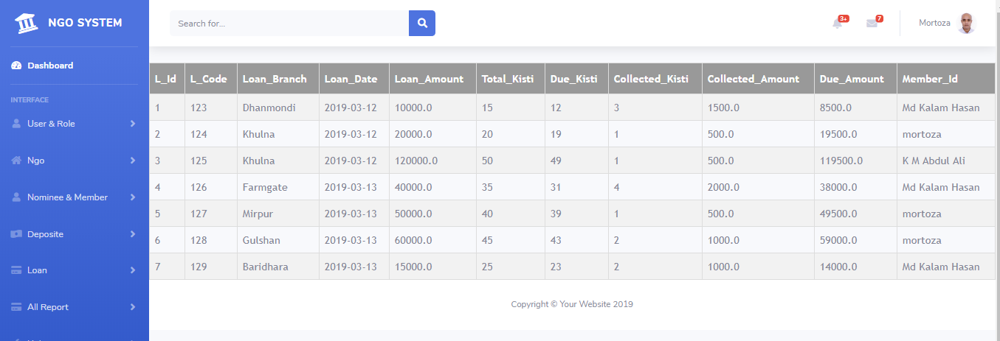 NGO SYSTEM
Search for...
3+
7
Mortoza
Dashboard
INTERFACE
User & Role
Ngo
Nominee & Member
Deposite
Loan
All Report
L_Id L_Code Loan_Branch Loan_Date Loan_Amount Total_Kisti Due_Kisti Collected_Kisti Collected_Amount Due_Amount Member_Id
1 123 Dhanmondi 2019-03-12 10000.0 15 12 3 1500.0 8500.0 Md Kalam Hasan
2 124 Khulna 2019-03-12 20000.0 20 19 1 500.0 19500.0 mortoza
3 125 Khulna 2019-03-12 120000.0 50 49 1 500.0 119500.0 K M Abdul Ali
4 126 Farmgate 2019-03-13 40000.0 35 31 4 2000.0 38000.0 Md Kalam Hasan
5 127 Mirpur 2019-03-13 50000.0 40 39 1 500.0 49500.0 mortoza
6 128 Gulshan 2019-03-13 60000.0 45 43 2 1000.0 59000.0 mortoza
7 129 Baridhara 2019-03-13 15000.0 25 23 2 1000.0 14000.0 Md Kalam Hasan
Copyright © Your Website 2019